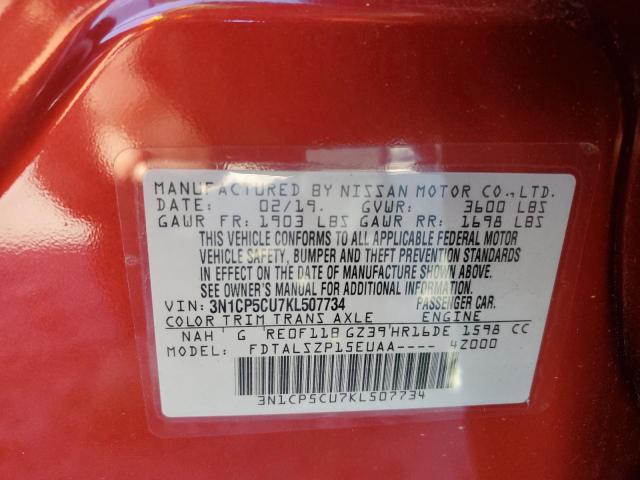 MANUFACTURED BY NISSAN MOTOR CO.,LTD.
DATE: 02/19. GVWR: 3600 LBS
GAWR FR: 1903 LBS GAWR RR: 1698 LBS
THIS VEHICLE CONFORMS TO ALL APPLICABLE FEDERAL MOTOR
VEHICLE SAFETY, BUMPER AND THEFT PREVENTION STANDARDS
IN EFFECT ON THE DATE OF MANUFACTURE SHOWN ABOVE.
SEE OWNER'S MANUAL FOR ADDITIONAL INFORMATION.
VIN: 3N1CP5CU7KL507734 PASSENGER CAR.
COLOR TRIM TRANS AXLE ENGINE
NAH G RE0F11B GZ39 HR16DE 1598 CC
MODEL: FDTALSZP15EUAA---- 4Z000
3N1CP5CU7KL507734